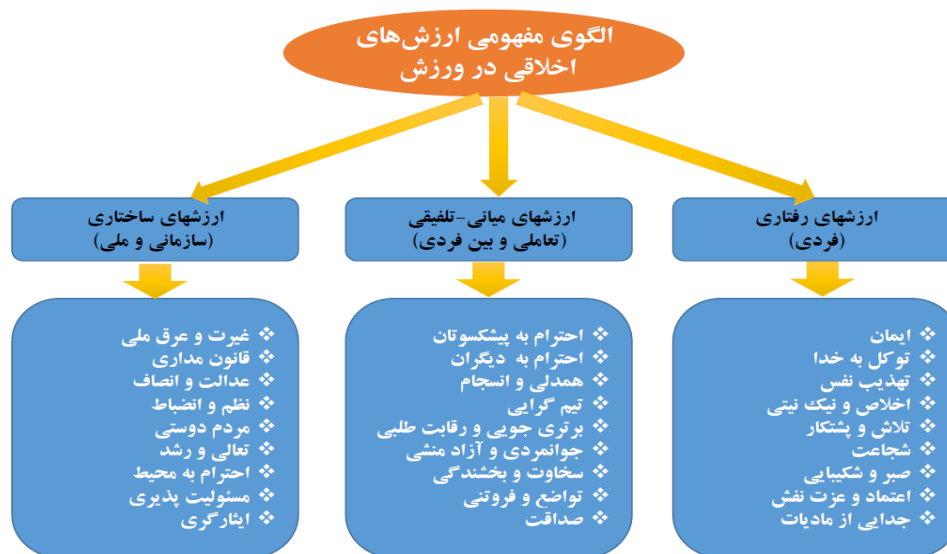 الگوی مفهومی ارزش‌های
اخلاقی در ورزش
ارزشهای رفتاری
(فردی)
ارزشهای میانی-تلفیقی
(تعاملی و بین فردی)
ارزشهای ساختاری
(سازمانی و ملی)
❖ ایمان
❖ توکل به خدا
❖ تهذیب نفس
❖ اخلاص و نیک نیتی
❖ تلاش و پشتکار
❖ شجاعت
❖ صبر و شکیبایی
❖ اعتماد و عزت نفش
❖ جدایی از مادیات
❖ احترام به پیشکسوتان
❖ احترام به دیگران
❖ همدلی و انسجام
❖ تیم گرایی
❖ برتری جویی و رقابت طلبی
❖ جوانمردی و آزاد منشی
❖ سخاوت و بخشندگی
❖ تواضع و فروتنی
❖ صداقت
❖ غیرت و عرق ملی
❖ قانون مداری
❖ عدالت و انصاف
❖ نظم و انضباط
❖ مردم دوستی
❖ تعالی و رشد
❖ احترام به محیط
❖ مسئولیت پذیری
❖ ایثارگری